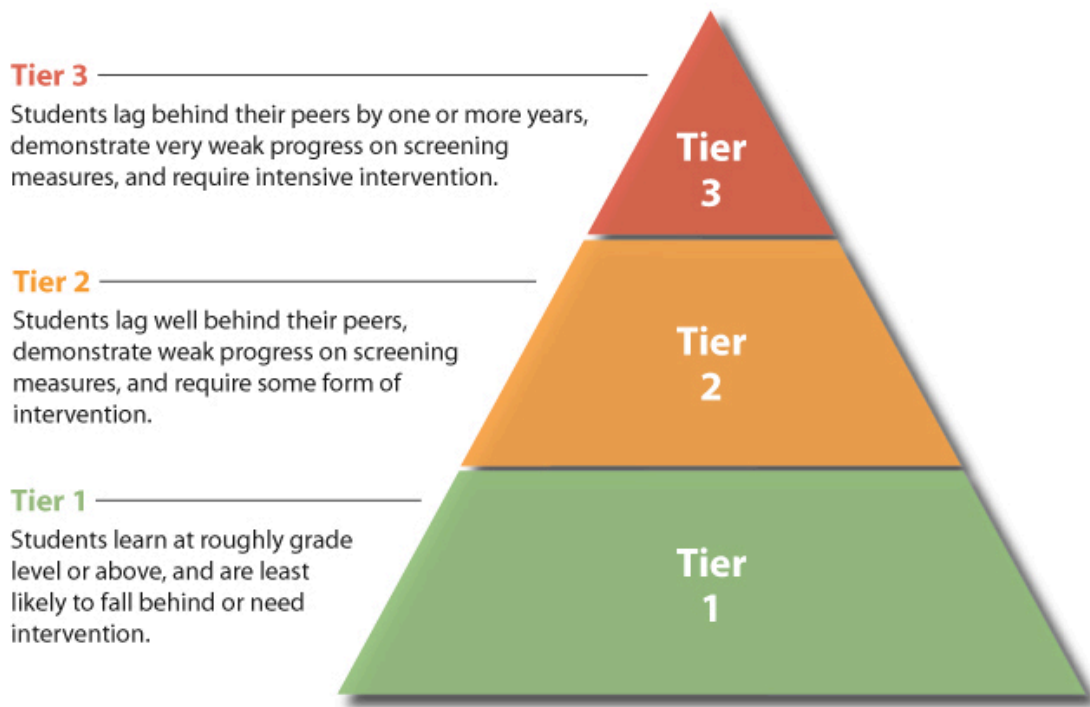 Tier 3
Students lag behind their peers by one or more years,
demonstrate very weak progress on screening
measures, and require intensive intervention.
Tier
3
Tier 2
Students lag well behind their peers,
demonstrate weak progress on screening
measures, and require some form of
intervention.
Tier
2
Tier 1
Students learn at roughly grade
level or above, and are least
likely to fall behind or need
intervention.
Tier
1